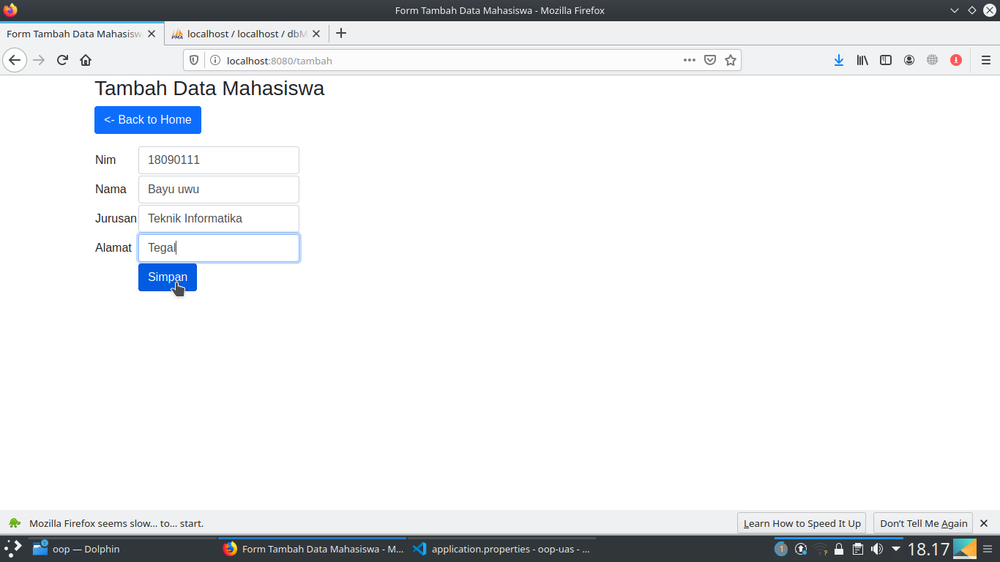 Form Tambah Data Mahasiswa - Mozilla Firefox
Form Tambah Data Mahasisw
PMA localhost / localhost / dbM
localhost:8080/tambah
Tambah Data Mahasiswa
<- Back to Home
Nim 18090111
Nama Bayu uwu
Jurusan Teknik Informatika
Alamat Tegal
Simpan
Mozilla Firefox seems slow... to... start.
Learn How to Speed It Up
Don't Tell Me Again
1 oop — Dolphin
Form Tambah Data Mahasiswa - M...
application.properties - oop-uas - ...
1
?
18.17